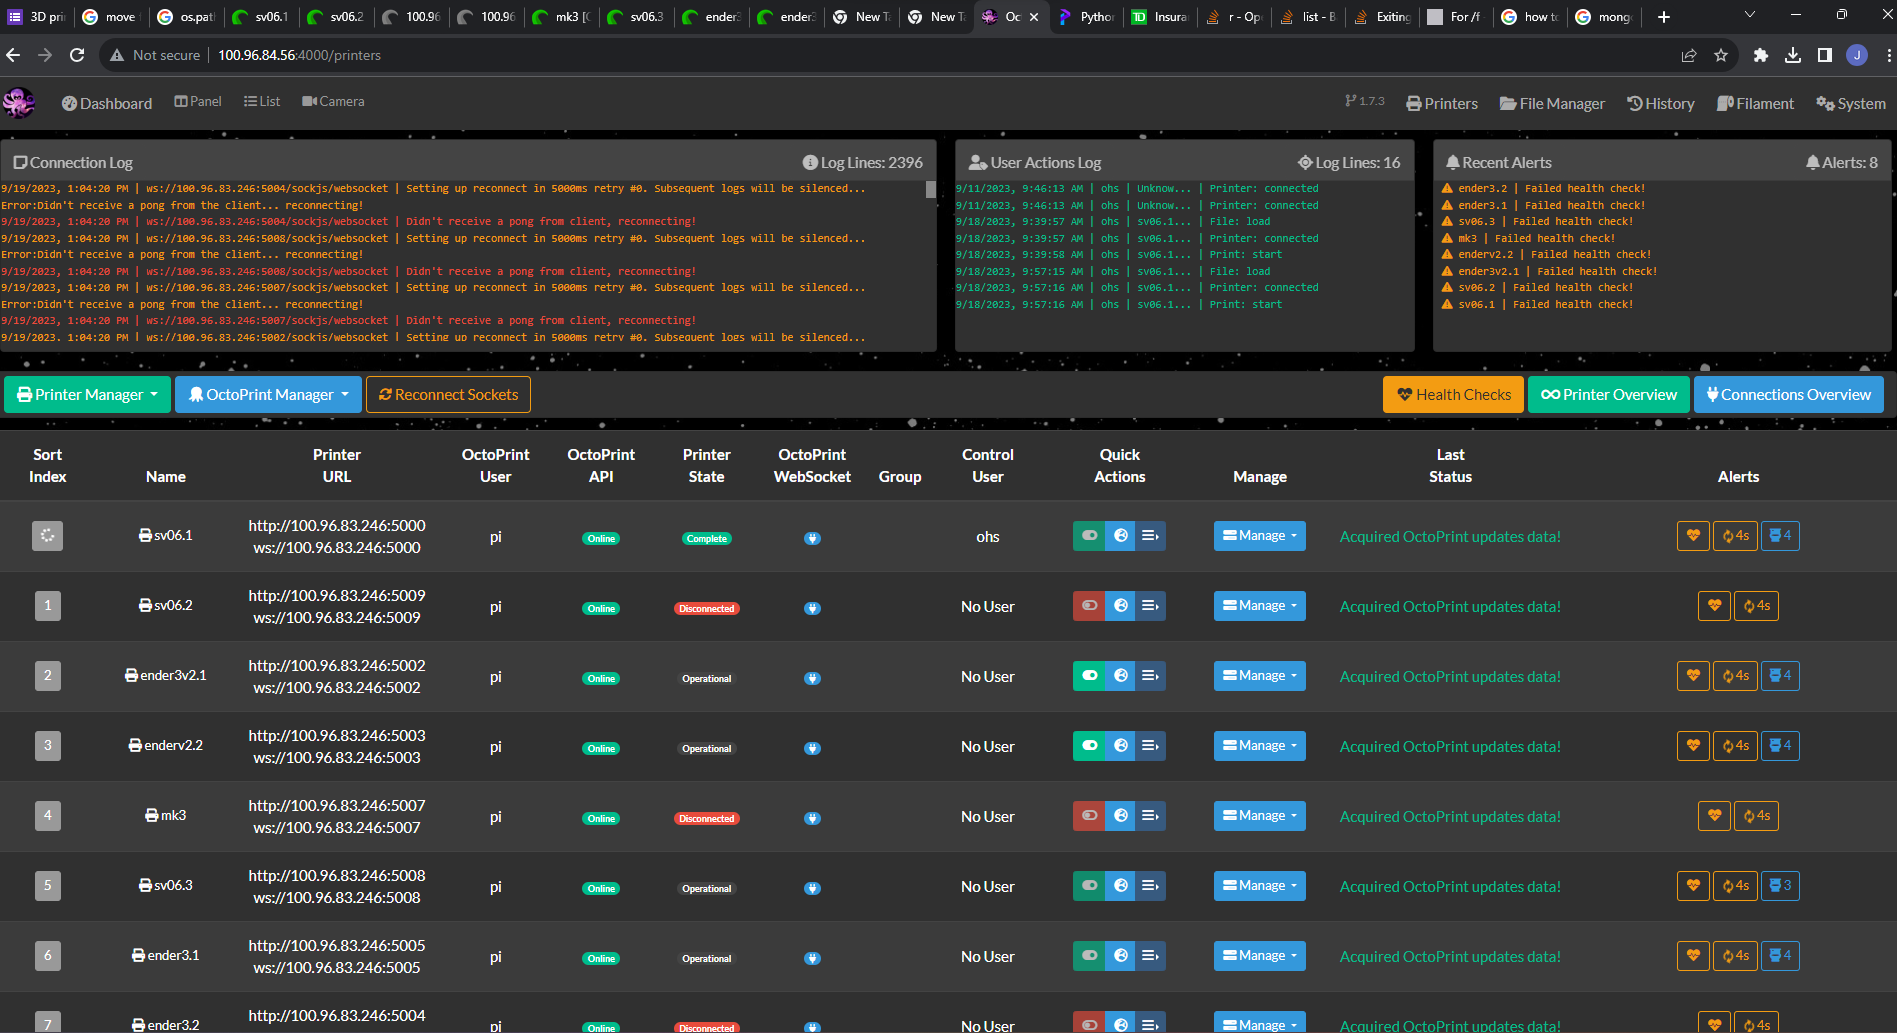 3D pri
move
os.path
sv06.1
sv06.2
100.96
100.96
mk3 [C
sv06.3
ender3
ender3
New Ta
New Ta
Oc
Python
Insura
r - Ope
list - B
Exiting
For /f
how to
mongo
Not secure
100.96.84.56:4000/printers
J
Dashboard
Panel
List
Camera
1.7.3
Printers
File Manager
History
Filament
System
Connection Log
Log Lines: 2396
9/19/2023, 1:04:20 PM | ws://100.96.83.246:5004/sockjs/websocket | Setting up reconnect in 5000ms retry #0. Subsequent logs will be silenced...
Error:Didn't receive a pong from the client... reconnecting!
9/19/2023, 1:04:20 PM | ws://100.96.83.246:5008/sockjs/websocket | Didn't receive a pong from client, reconnecting!
9/19/2023, 1:04:20 PM | ws://100.96.83.246:5008/sockjs/websocket | Setting up reconnect in 5000ms retry #0. Subsequent logs will be silenced...
Error:Didn't receive a pong from the client... reconnecting!
9/19/2023, 1:04:20 PM | ws://100.96.83.246:5008/sockjs/websocket | Didn't receive a pong from client, reconnecting!
9/19/2023, 1:04:20 PM | ws://100.96.83.246:5007/sockjs/websocket | Setting up reconnect in 5000ms retry #0. Subsequent logs will be silenced...
Error:Didn't receive a pong from the client... reconnecting!
9/19/2023, 1:04:20 PM | ws://100.96.83.246:5007/sockjs/websocket | Didn't receive a pong from client, reconnecting!
9/19/2023, 1:04:20 PM | ws://100.96.83.246:5002/sockjs/websocket | Setting up reconnect in 5000ms retry #0. Subsequent logs will be silenced...
User Actions Log
Log Lines: 16
9/11/2023, 9:46:13 AM | ohs | Unknow... | Printer: connected
9/11/2023, 9:46:13 AM | ohs | Unknow... | Printer: connected
9/18/2023, 9:39:57 AM | ohs | sv06.1... | File: load
9/18/2023, 9:39:57 AM | ohs | sv06.1... | Printer: connected
9/18/2023, 9:39:58 AM | ohs | sv06.1... | Print: start
9/18/2023, 9:57:15 AM | ohs | sv06.1... | File: load
9/18/2023, 9:57:16 AM | ohs | sv06.1... | Printer: connected
9/18/2023, 9:57:16 AM | ohs | sv06.1... | Print: start
Recent Alerts
Alerts: 8
ender3.2 | Failed health check!
ender3.1 | Failed health check!
sv06.3 | Failed health check!
mk3 | Failed health check!
enderv2.2 | Failed health check!
ender3v2.1 | Failed health check!
sv06.2 | Failed health check!
sv06.1 | Failed health check!
Printer Manager
OctoPrint Manager
Reconnect Sockets
Health Checks
Printer Overview
Connections Overview
Sort Index
Name
Printer URL
OctoPrint User
OctoPrint API
Printer State
OctoPrint WebSocket
Group
Control User
Quick Actions
Manage
Last Status
Alerts
sv06.1
http://100.96.83.246:5000
ws://100.96.83.246:5000
pi
Online
Complete
ohs
Manage
Acquired OctoPrint updates data!
4s
4
1
sv06.2
http://100.96.83.246:5009
ws://100.96.83.246:5009
pi
Online
Disconnected
No User
Manage
Acquired OctoPrint updates data!
4s
2
ender3v2.1
http://100.96.83.246:5002
ws://100.96.83.246:5002
pi
Online
Operational
No User
Manage
Acquired OctoPrint updates data!
4s
4
3
enderv2.2
http://100.96.83.246:5003
ws://100.96.83.246:5003
pi
Online
Operational
No User
Manage
Acquired OctoPrint updates data!
4s
4
4
mk3
http://100.96.83.246:5007
ws://100.96.83.246:5007
pi
Online
Disconnected
No User
Manage
Acquired OctoPrint updates data!
4s
5
sv06.3
http://100.96.83.246:5008
ws://100.96.83.246:5008
pi
Online
Operational
No User
Manage
Acquired OctoPrint updates data!
4s
3
6
ender3.1
http://100.96.83.246:5005
ws://100.96.83.246:5005
pi
Online
Operational
No User
Manage
Acquired OctoPrint updates data!
4s
4
7
ender3.2
http://100.96.83.246:5004
pi
Online
Disconnected
No User
Manage
Acquired OctoPrint updates data!
4s